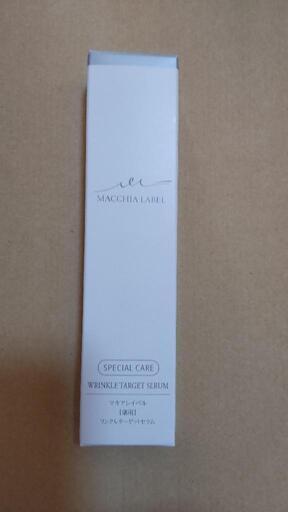 MACCHIA LABEL
SPECIAL CARE
WRINKLE TARGET SERUM
マキアレイベル
【薬用】
リンクルターゲットセラム